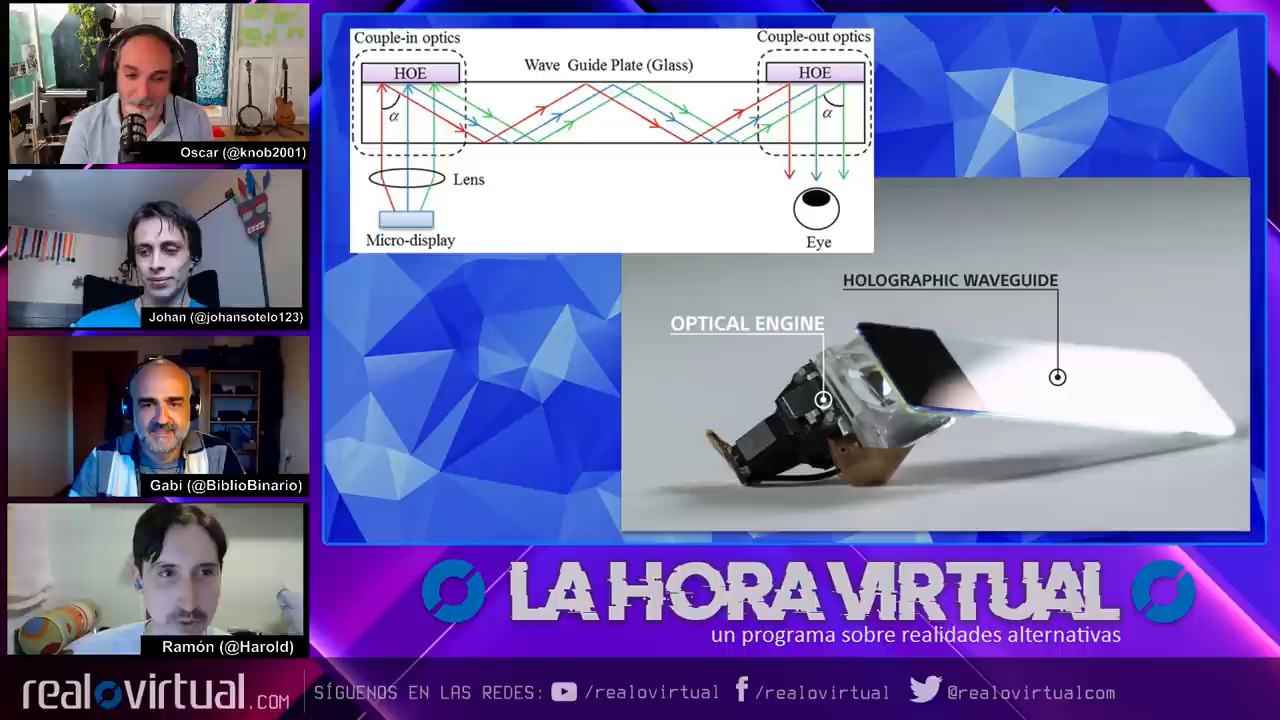 Oscar (@knob2001)
Johan (@johansotelo123)
Gabi (@BiblioBinario)
Ramón (@Harold)
Couple-in optics
Couple-out optics
HOE
Wave Guide Plate (Glass)
HOE
α
α
Lens
Micro-display
Eye
HOLOGRAPHIC WAVEGUIDE
OPTICAL ENGINE
LA HORA VIRTUAL
un programa sobre realidades alternativas
realovirtual.com
SÍGUENOS EN LAS REDES: /realovirtual /realovirtual @realovirtual.com